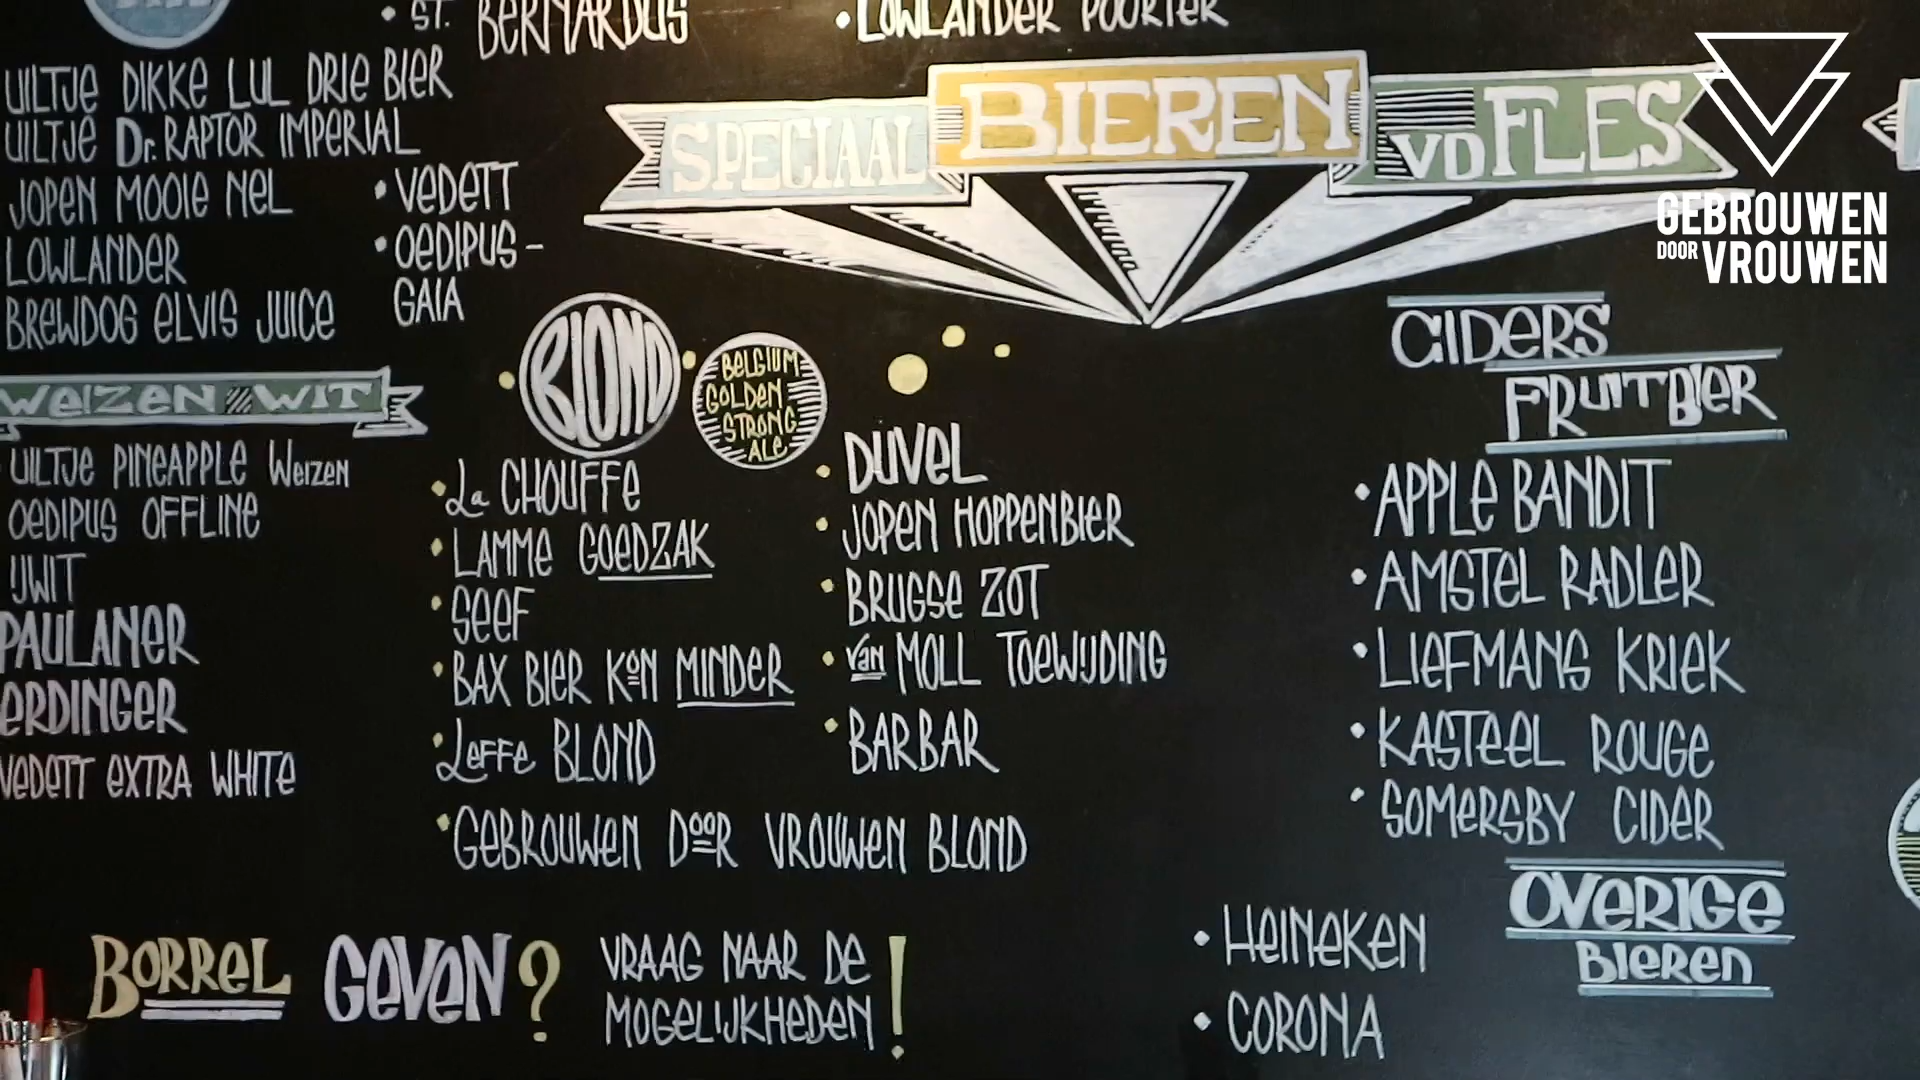 ST. BERNARDUS
• LOWLANDER POORTER
UILTJE DIKKE LUL DRIE BIER
UILTJE Dr. RAPTOR IMPERIAL
JOPEN MOOIE NEL
LOWLANDER
BREWDOG ELVIS JUICE
• VEDETT
• OEDIPUS -
GAIA
SPECIAAL BIEREN VD FLES
GEBROUWEN
DOOR VROUWEN
WEIZEN WIT
UILTJE PINEAPPLE Weizen
OEDIPUS OFFLINE
IJWIT
PAULANER
ERDINGER
VEDETT EXTRA WHITE
BLOND
• La CHOUFFE
• LAMME GOEDZAK
• SEEF
• BAX BIER KON MINDER
• Leffe BLOND
• GEBROUWEN DOOR VROUWEN BLOND
BELGIUM
GOLDEN
STRONG
ALE
• DUVEL
• JOPEN HOPPENBIER
• BRUGSE ZOT
• van MOLL TOEWIJDING
• BARBAR
CIDERS
FRUITBIER
• APPLE BANDIT
• AMSTEL RADLER
• LIEFMANS KRIEK
• KASTEEL ROUGE
• SOMERSBY CIDER
OVERIGE
BIEREN
• HEINEKEN
• CORONA
BORREL GEVEN?
VRAAG NAAR DE
MOGELIJKHEDEN!